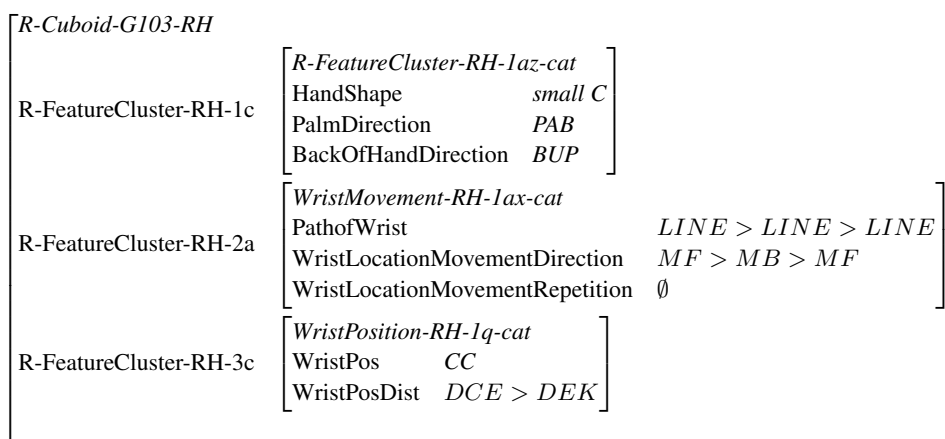 R-Cuboid-G103-RH
R-FeatureCluster-RH-1c
R-FeatureCluster-RH-1az-cat
HandShape small C
PalmDirection PAB
BackOfHandDirection BUP
R-FeatureCluster-RH-2a
WristMovement-RH-1ax-cat
PathofWrist LINE > LINE > LINE
WristLocationMovementDirection MF > MB > MF
WristLocationMovementRepetition ∅
R-FeatureCluster-RH-3c
WristPosition-RH-1q-cat
WristPos CC
WristPosDist DCE > DEK